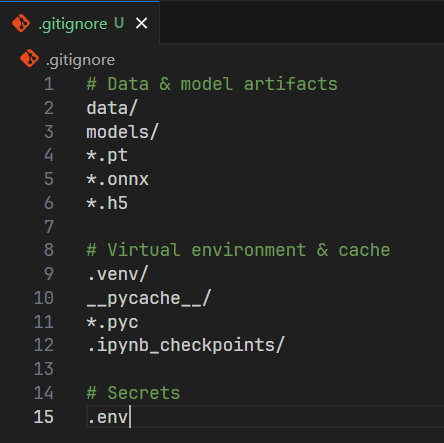 .gitignore U
.gitignore
1 # Data & model artifacts
2 data/
3 models/
4 *.pt
5 *.onnx
6 *.h5
7
8 # Virtual environment & cache
9 .venv/
10 __pycache__/
11 *.pyc
12 .ipynb_checkpoints/
13
14 # Secrets
15 .env